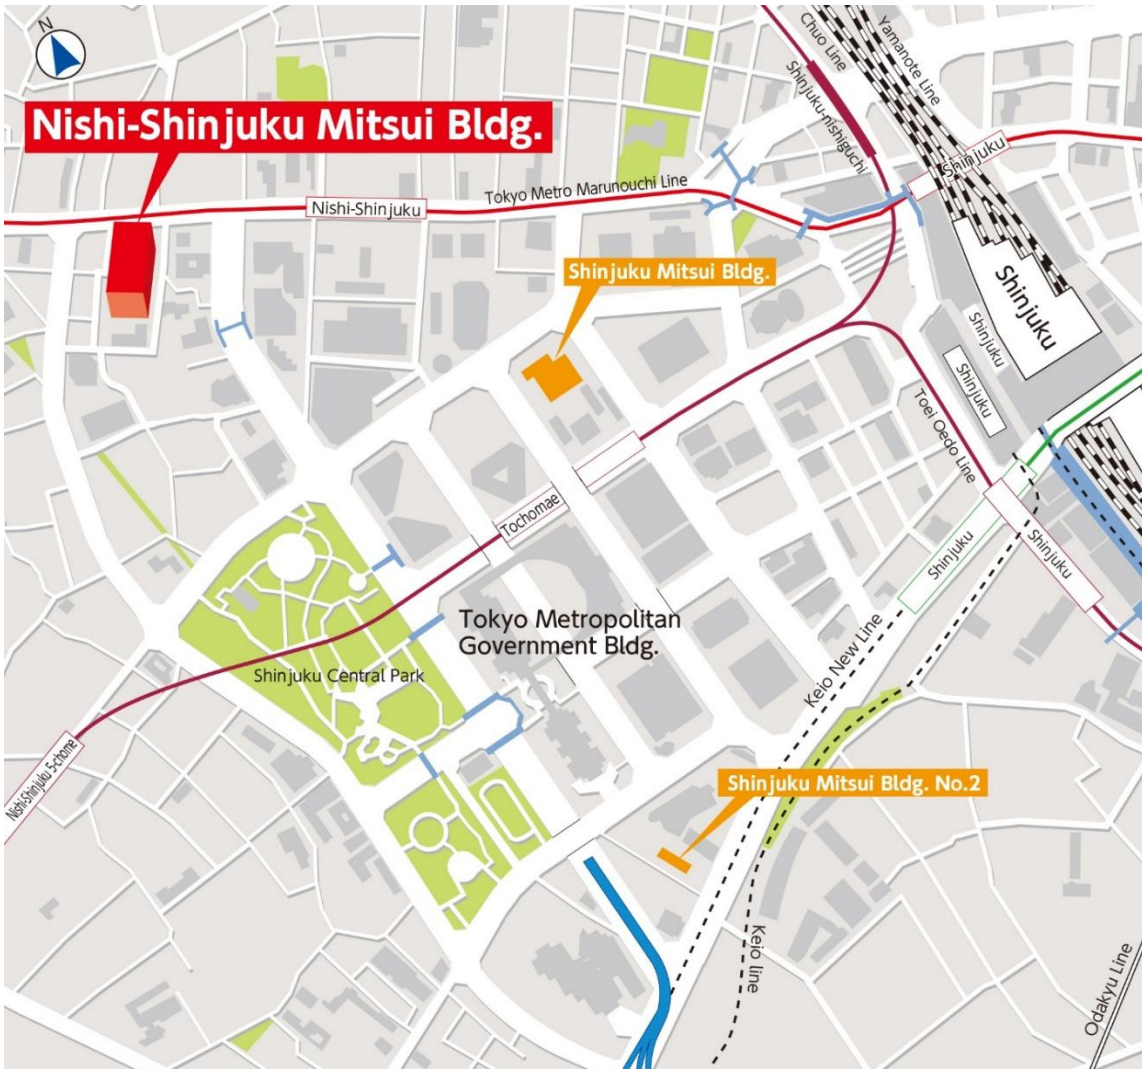 N
Nishi-Shinjuku Mitsui Bldg.
Chuo Line
Yamanote Line
Shinjuku-nishiguchi
Shinjuku
Tokyo Metro Marunouchi Line
Nishi-Shinjuku
Shinjuku Mitsui Bldg.
Shinjuku
Shinjuku
Shinjuku
Toei Oedo Line
Tochomae
Shinjuku
Shinjuku
Tokyo Metropolitan
Government Bldg.
Shinjuku Central Park
Keio New Line
Nishi-Shinjuku 5-chome
Shinjuku Mitsui Bldg. No.2
Keio line
Odakyu Line